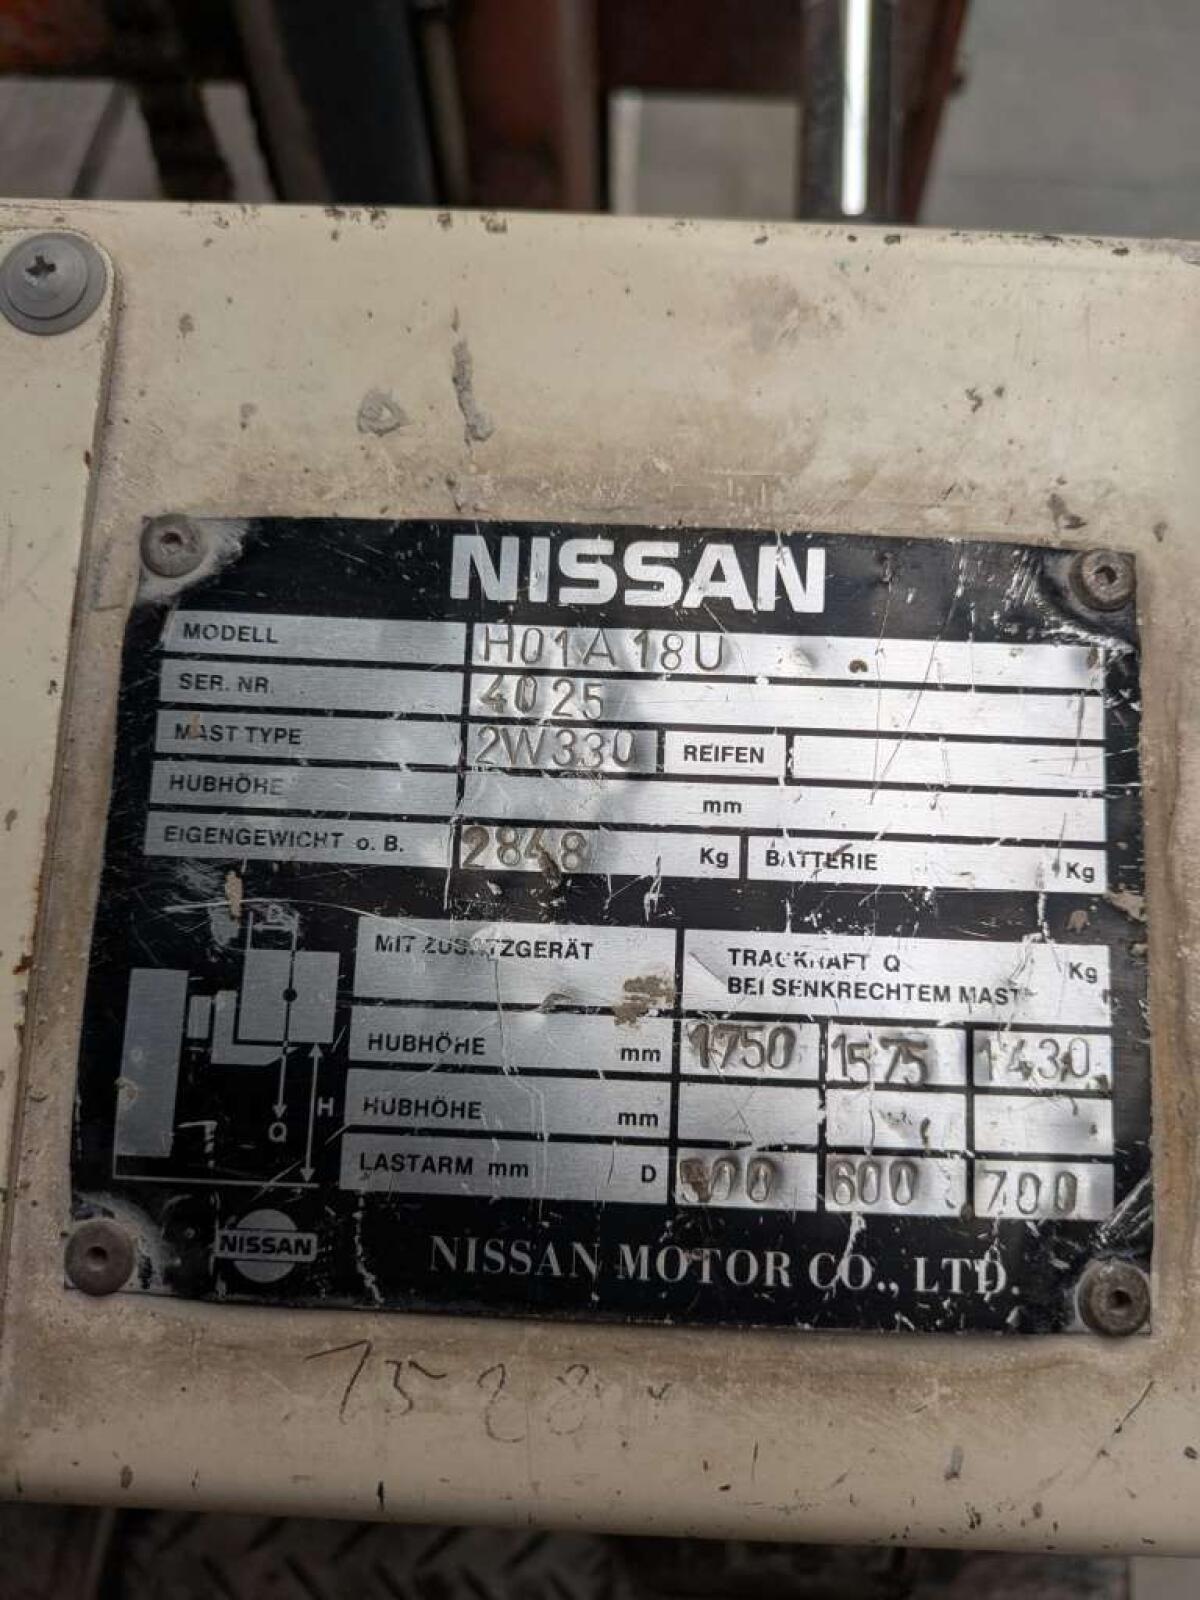 NISSAN
MODELL H01A18U
SER. NR. 4025
MAST TYPE 2W330 REIFEN
HUBHÖHE mm
EIGENGEWICHT o. B. 2848 Kg BATTERIE Kg
MIT ZUSATZGERÄT TRAGKRAFT Q Kg
BEI SENKRECHTEM MAST
HUBHÖHE mm 1750 1575 1430
HUBHÖHE mm
LASTARM mm D 500 600 700
D
H
Q
NISSAN NISSAN MOTOR CO., LTD.